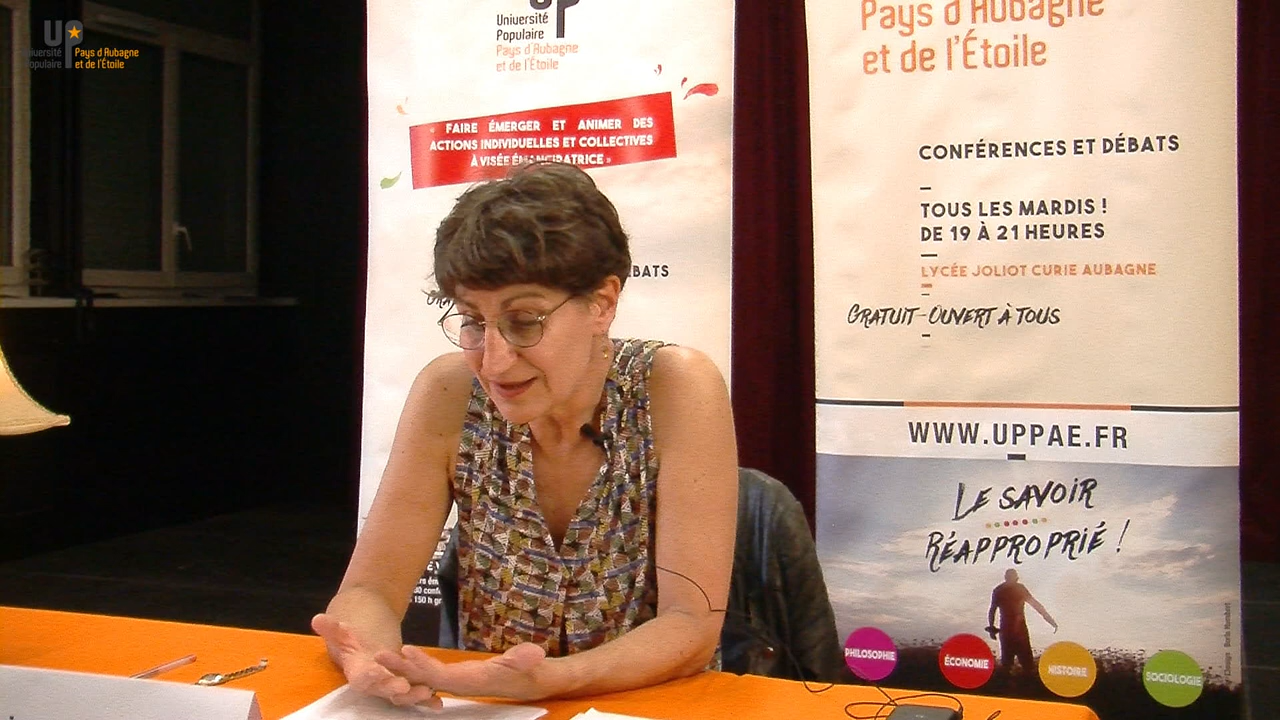 UP
Université
Populaire
Pays d'Aubagne
et de l'Étoile
UP
Université
Populaire
Pays d'Aubagne
et de l'Étoile
« FAIRE ÉMERGER ET ANIMER DES
ACTIONS INDIVIDUELLES ET COLLECTIVES
À VISÉE ÉMANCIPATRICE »
BATS
150 h
Pays d'Aubagne
et de l'Étoile
CONFÉRENCES ET DÉBATS
TOUS LES MARDIS !
DE 19 À 21 HEURES
LYCÉE JOLIOT CURIE AUBAGNE
GRATUIT - OUVERT À TOUS
WWW.UPPAE.FR
LE SAVOIR
RÉAPPROPRIÉ !
PHILOSOPHIE
ÉCONOMIE
HISTOIRE
SOCIOLOGIE